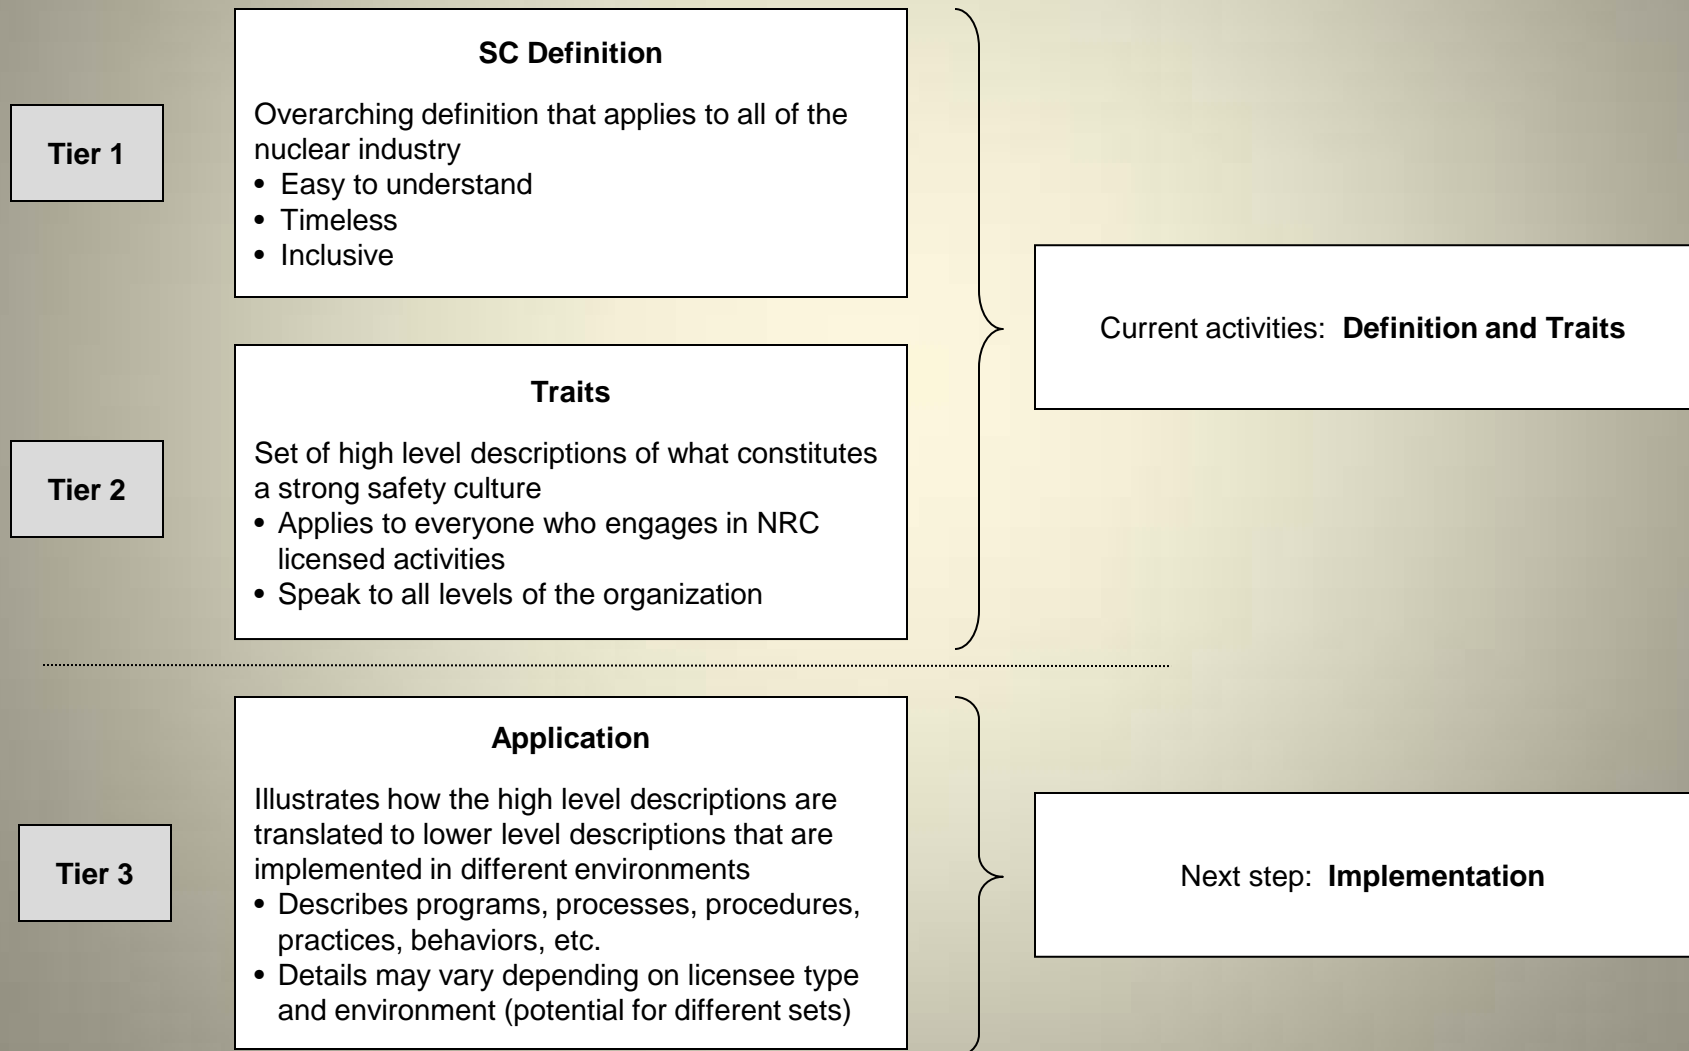 Tier 1
SC Definition
Overarching definition that applies to all of the
nuclear industry
• Easy to understand
• Timeless
• Inclusive
Current activities: Definition and Traits
Tier 2
Traits
Set of high level descriptions of what constitutes
a strong safety culture
• Applies to everyone who engages in NRC
licensed activities
• Speak to all levels of the organization
Tier 3
Application
Illustrates how the high level descriptions are
translated to lower level descriptions that are
implemented in different environments
• Describes programs, processes, procedures,
practices, behaviors, etc.
• Details may vary depending on licensee type
and environment (potential for different sets)
Next step: Implementation